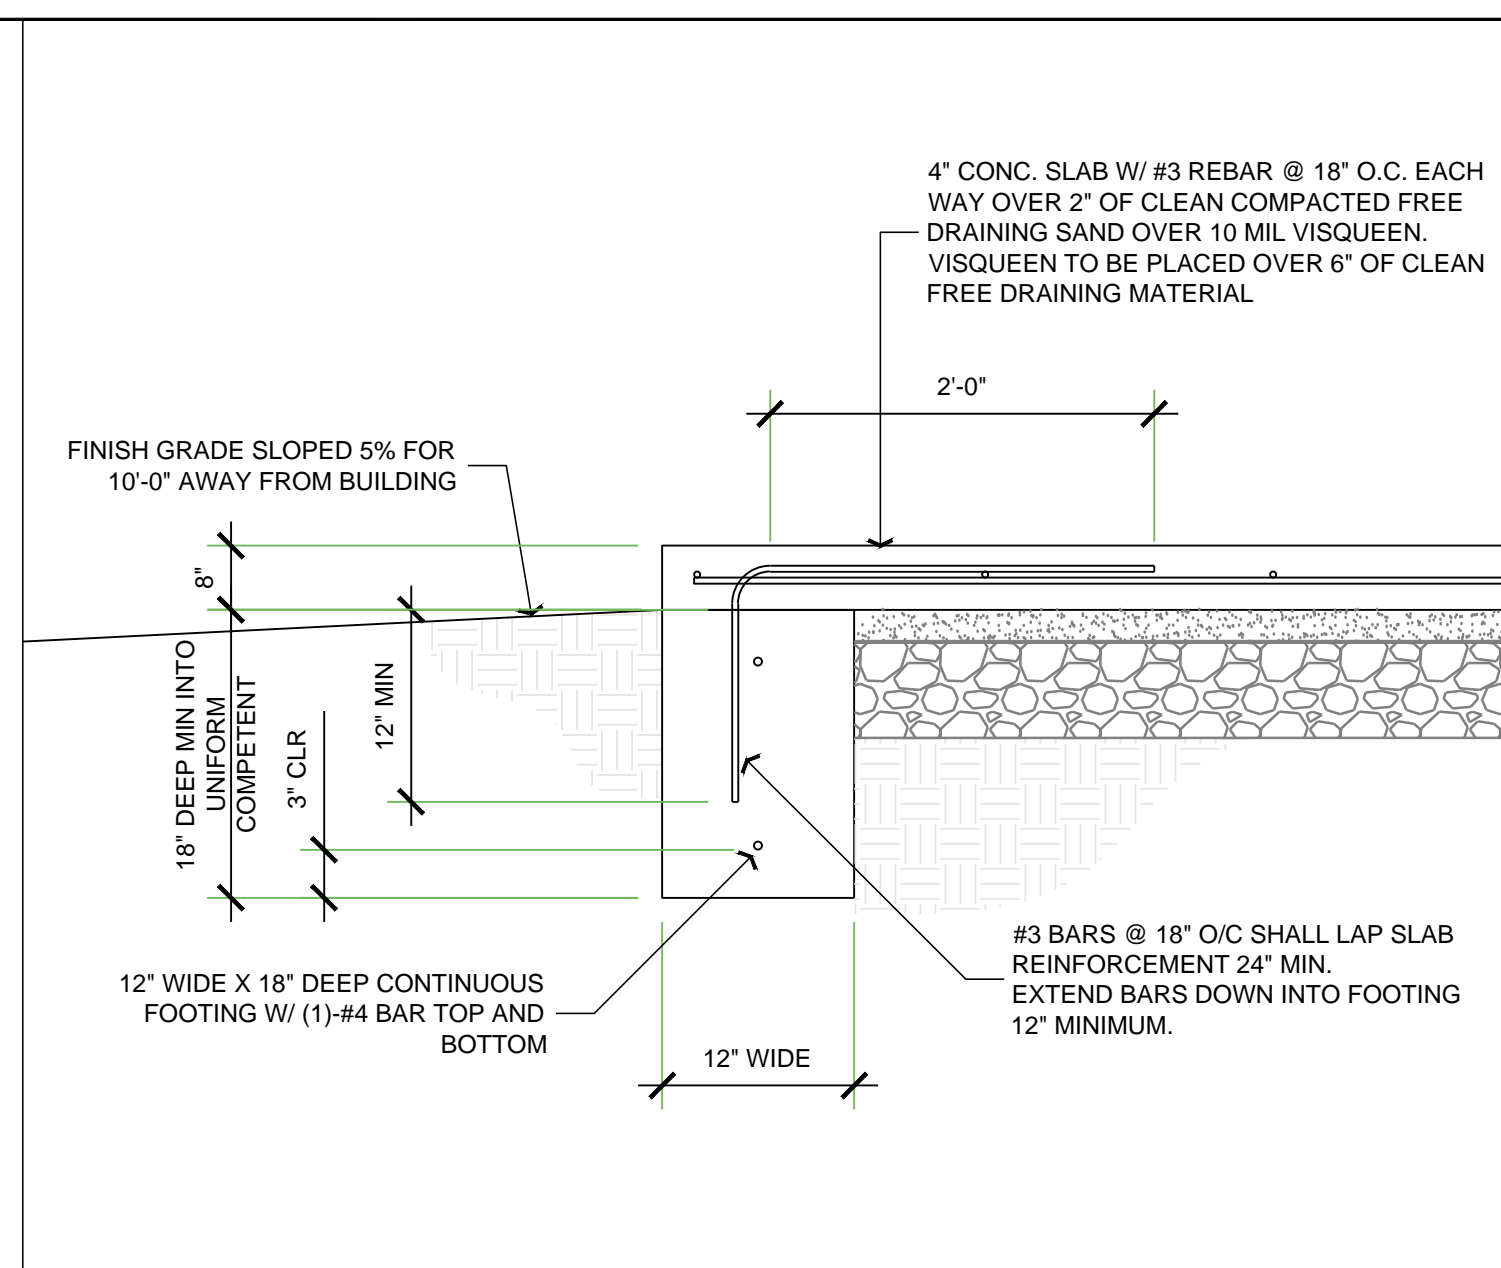 4" CONC. SLAB W/ #3 REBAR @ 18" O.C. EACH
WAY OVER 2" OF CLEAN COMPACTED FREE
DRAINING SAND OVER 10 MIL VISQUEEN.
VISQUEEN TO BE PLACED OVER 6" OF CLEAN
FREE DRAINING MATERIAL
2'-0"
FINISH GRADE SLOPED 5% FOR
10'-0" AWAY FROM BUILDING
8"
18" DEEP MIN INTO
UNIFORM
COMPETENT
3" CLR
12" MIN
#3 BARS @ 18" O/C SHALL LAP SLAB
REINFORCEMENT 24" MIN.
EXTEND BARS DOWN INTO FOOTING
12" MINIMUM.
12" WIDE X 18" DEEP CONTINUOUS
FOOTING W/ (1)-#4 BAR TOP AND
BOTTOM
12" WIDE